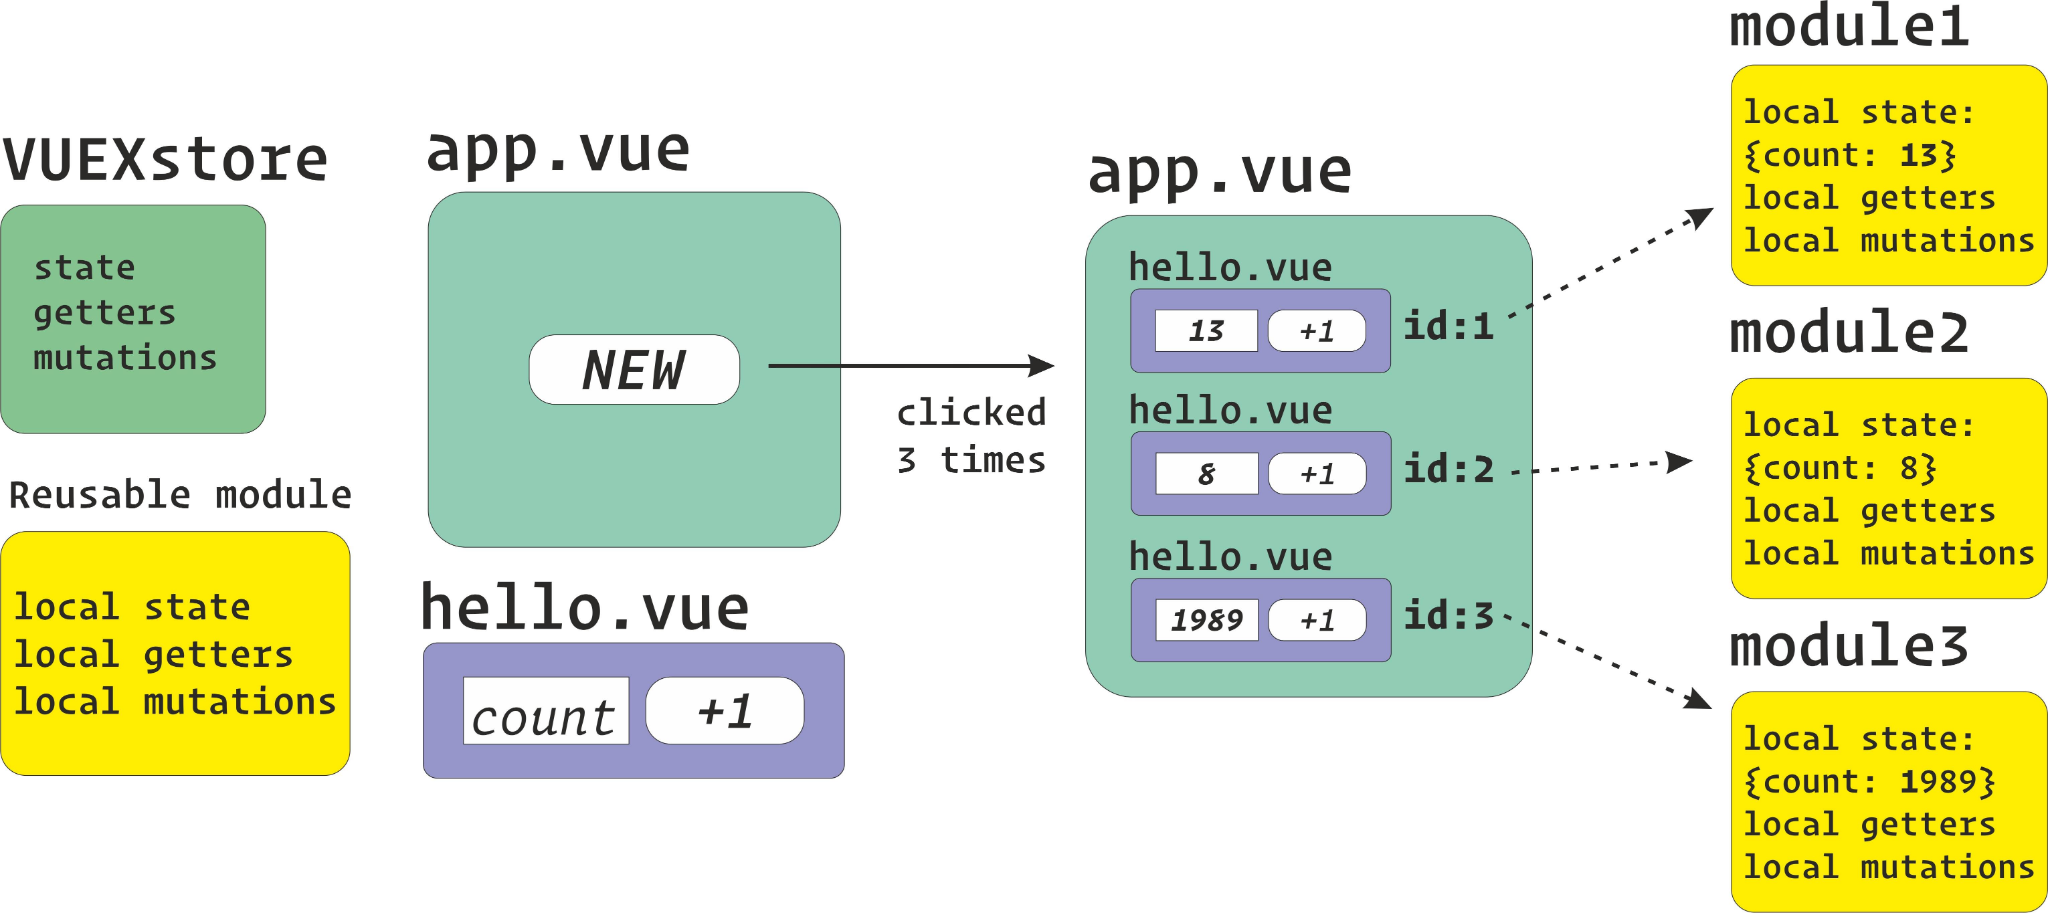 VUEXstore
state
getters
mutations
Reusable module
local state
local getters
local mutations
app.vue
NEW
clicked
3 times
hello.vue
count +1
app.vue
hello.vue
13 +1 id:1
hello.vue
8 +1 id:2
hello.vue
1989 +1 id:3
module1
local state:
{count: 13}
local getters
local mutations
module2
local state:
{count: 8}
local getters
local mutations
module3
local state:
{count: 1989}
local getters
local mutations